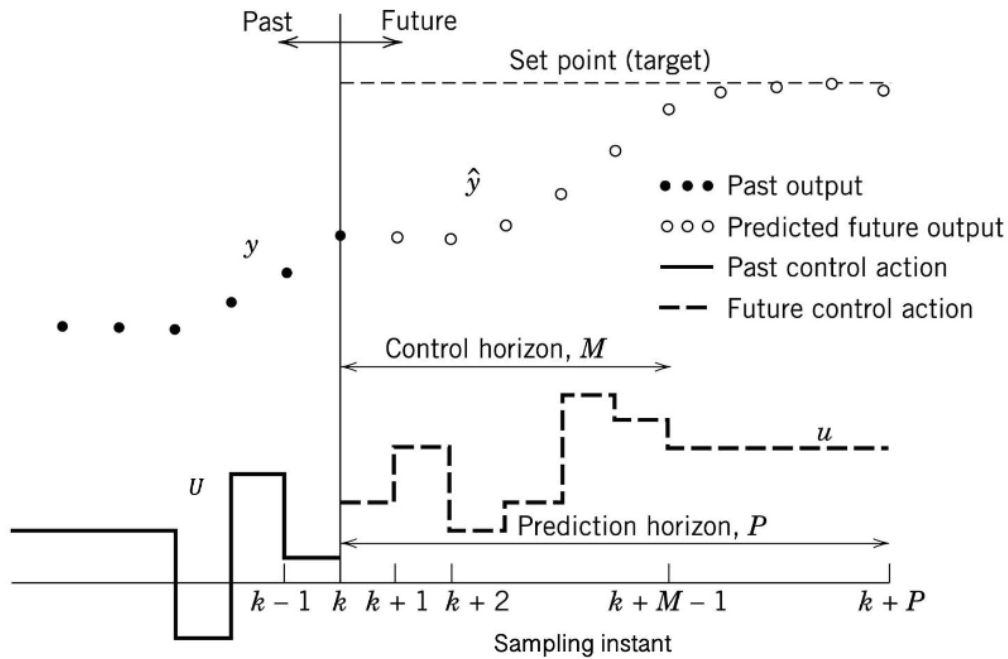 Past Future
Set point (target)
ŷ
Past output
y
Predicted future output
Past control action
Future control action
Control horizon, M
u
U
Prediction horizon, P
k − 1 k k + 1 k + 2 k + M − 1 k + P
Sampling instant